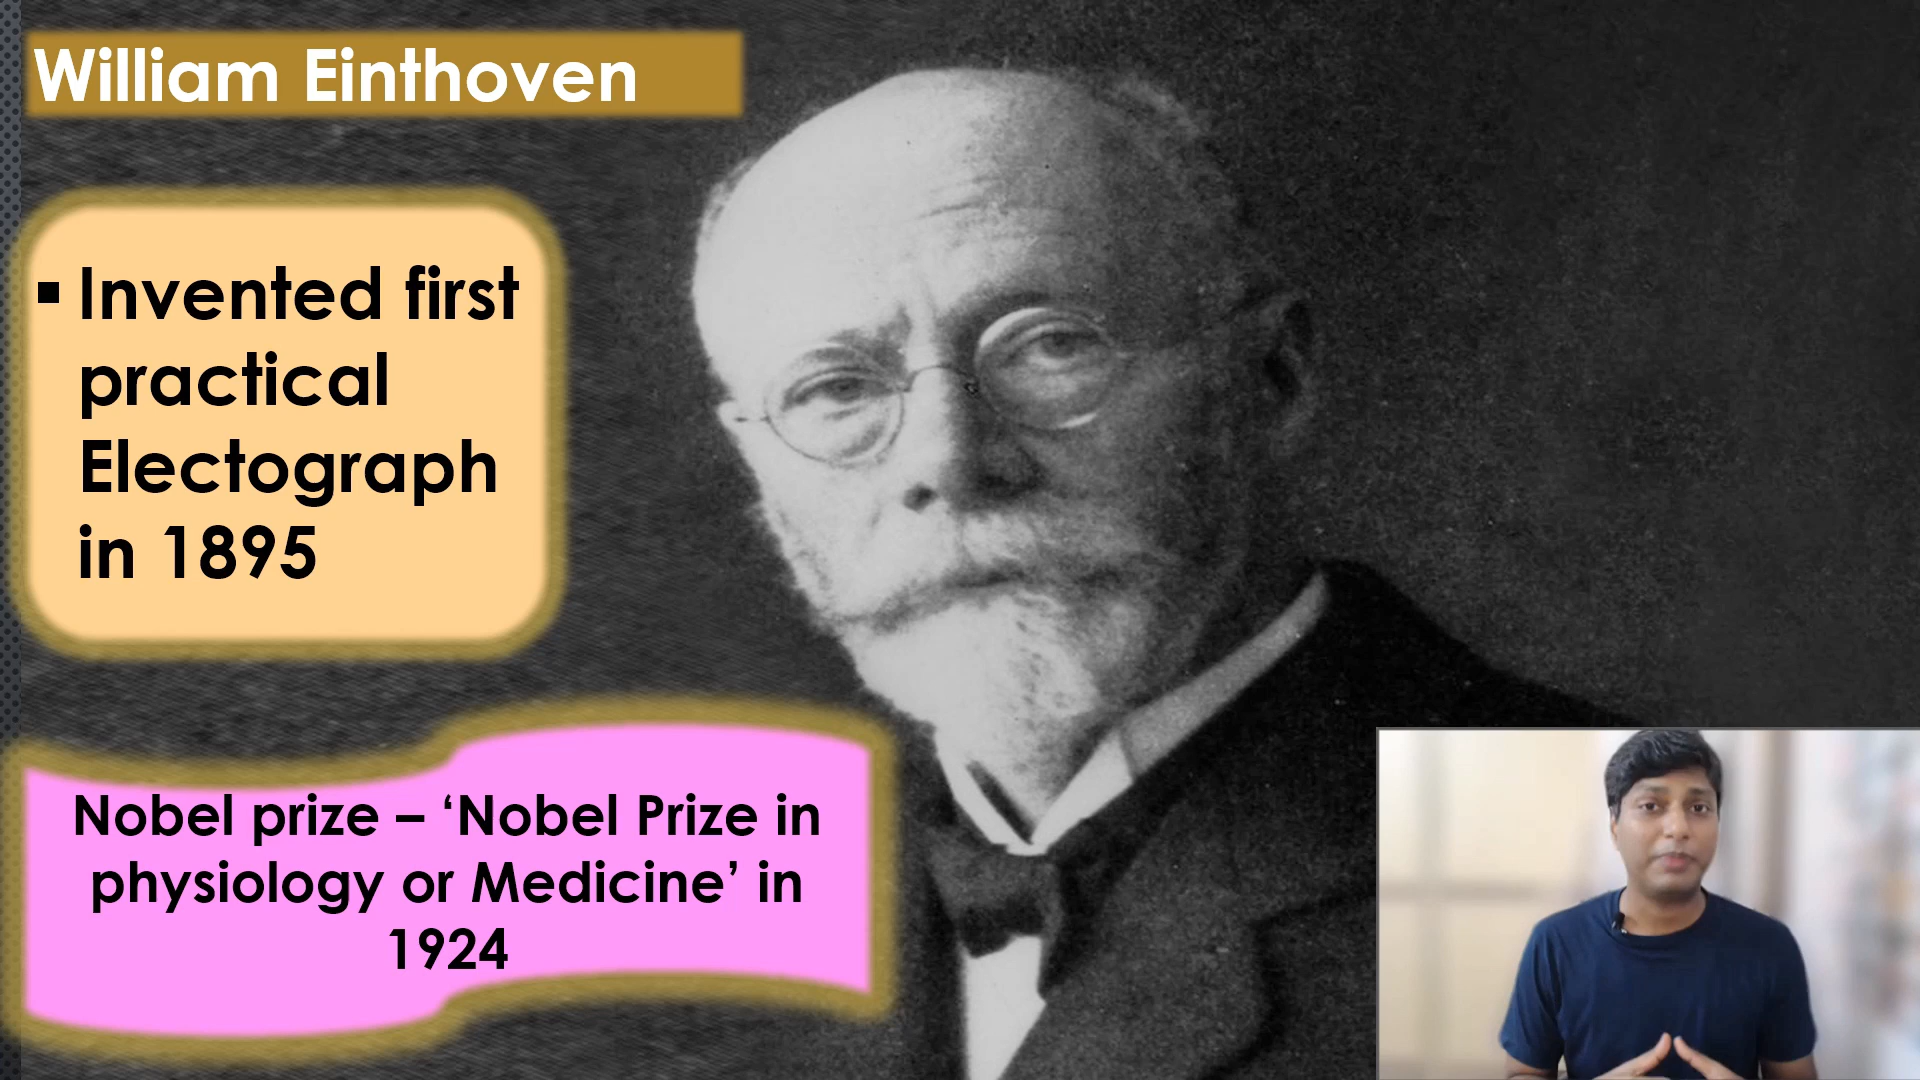 William Einthoven
▪ Invented first
practical
Electograph
in 1895
Nobel prize – ‘Nobel Prize in
physiology or Medicine’ in
1924